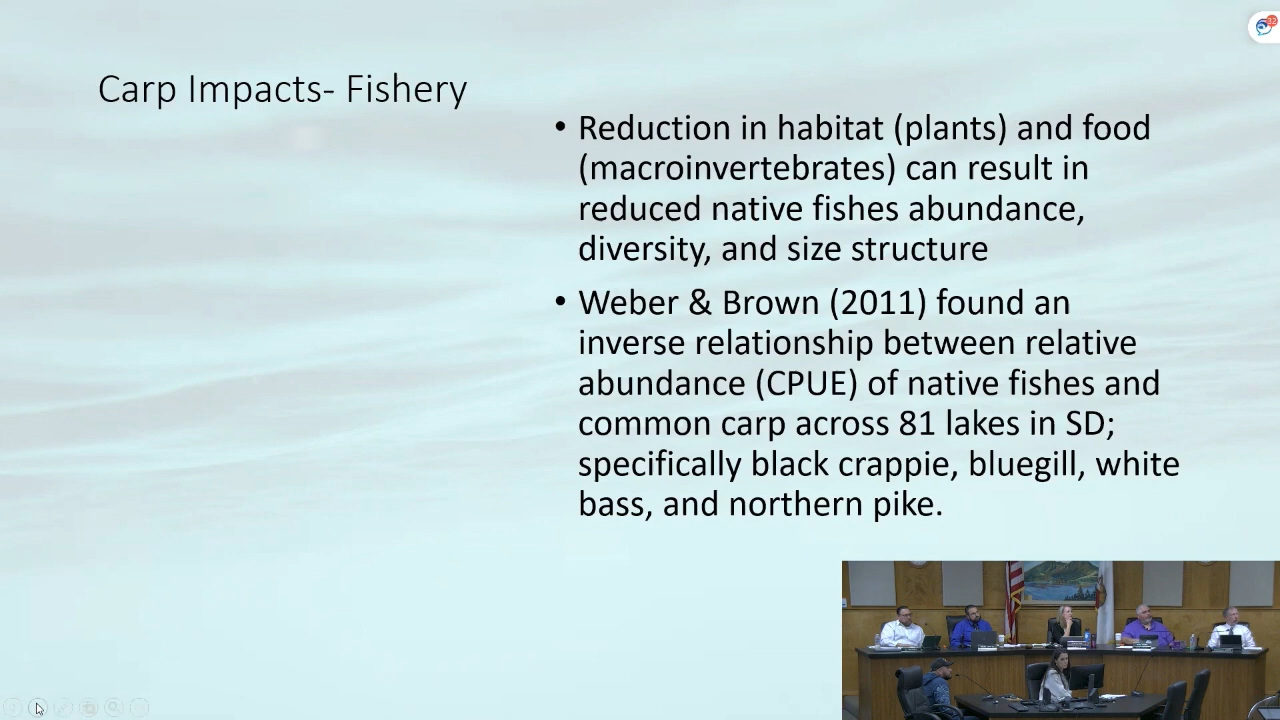 Carp Impacts- Fishery
• Reduction in habitat (plants) and food
(macroinvertebrates) can result in
reduced native fishes abundance,
diversity, and size structure
• Weber & Brown (2011) found an
inverse relationship between relative
abundance (CPUE) of native fishes and
common carp across 81 lakes in SD;
specifically black crappie, bluegill, white
bass, and northern pike.